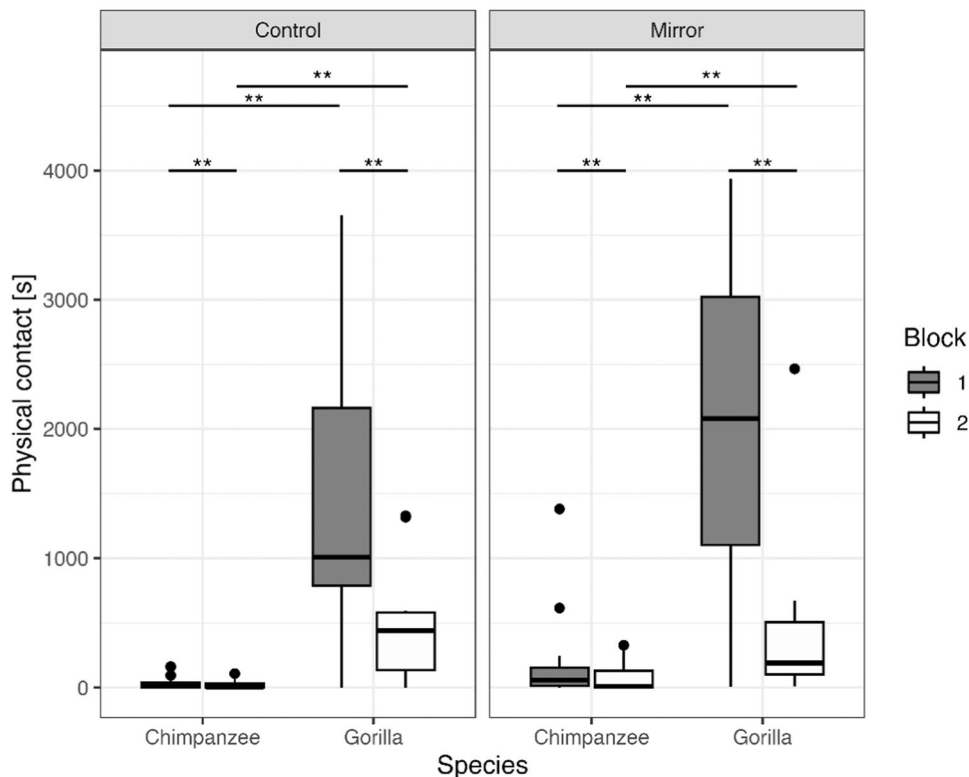 Control Mirror
** **
** **
** ** ** **
4000
3000
2000
1000
0
Physical contact [s]
Chimpanzee Gorilla Chimpanzee Gorilla
Species
Block
1
2